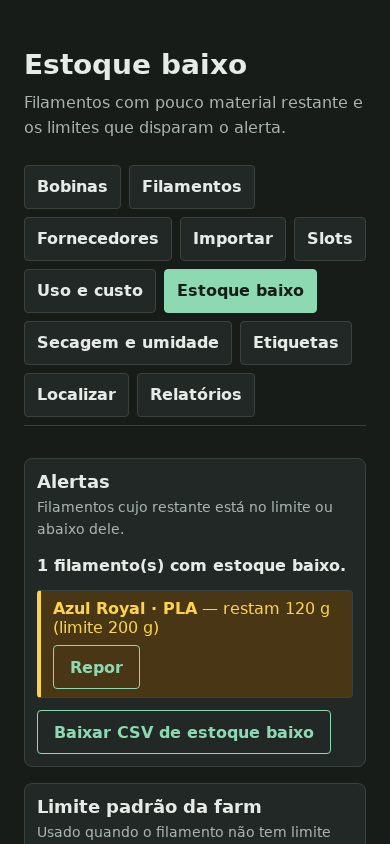 Estoque baixo
Filamentos com pouco material restante e
os limites que disparam o alerta.
Bobinas
Filamentos
Fornecedores
Importar
Slots
Uso e custo
Estoque baixo
Secagem e umidade
Etiquetas
Localizar
Relatórios
Alertas
Filamentos cujo restante está no limite ou
abaixo dele.
1 filamento(s) com estoque baixo.
Azul Royal · PLA — restam 120 g
(limite 200 g)
Repor
Baixar CSV de estoque baixo
Limite padrão da farm
Usado quando o filamento não tem limite